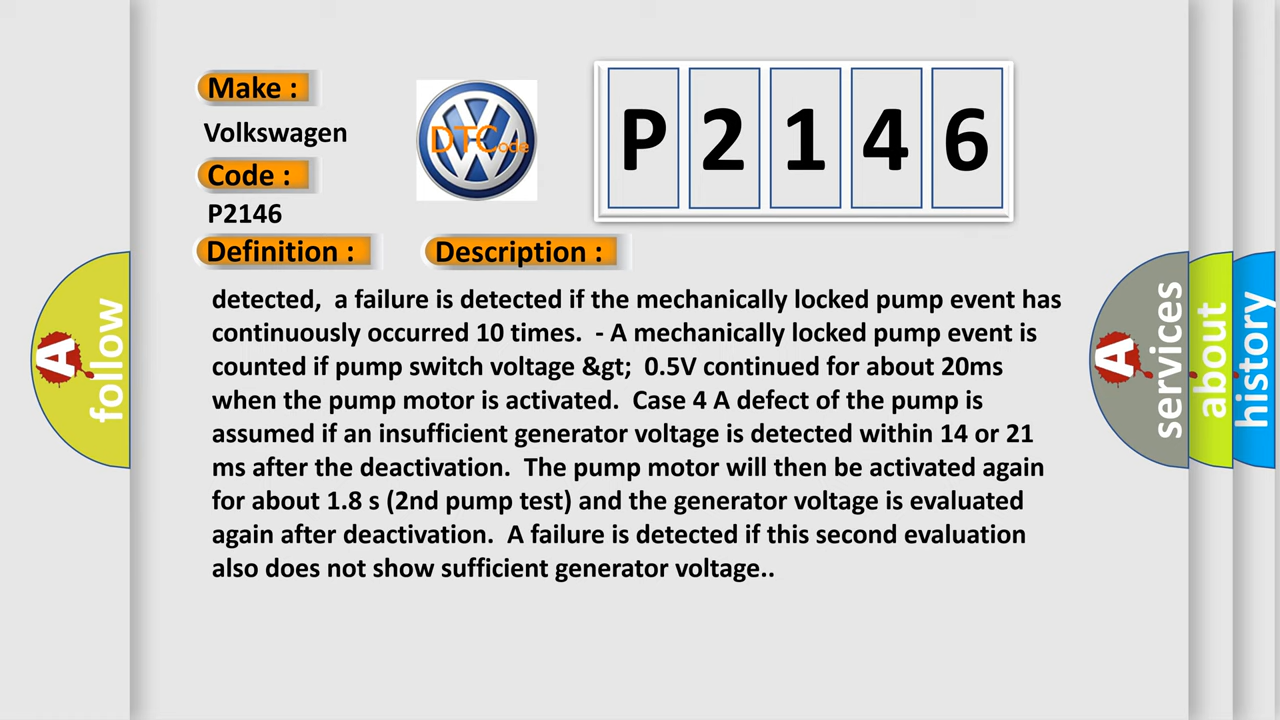 Make :
Volkswagen
Code :
P2146
DTCode
P2146
Definition :
Description :
detected,  a failure is detected if the mechanically locked pump event has
continuously occurred 10 times.  - A mechanically locked pump event is
counted if pump switch voltage &gt;  0.5V continued for about 20ms
when the pump motor is activated.  Case 4 A defect of the pump is
assumed if an insufficient generator voltage is detected within 14 or 21
ms after the deactivation.  The pump motor will then be activated again
for about 1.8 s (2nd pump test) and the generator voltage is evaluated
again after deactivation.  A failure is detected if this second evaluation
also does not show sufficient generator voltage..
A
follow
A
services
about
history